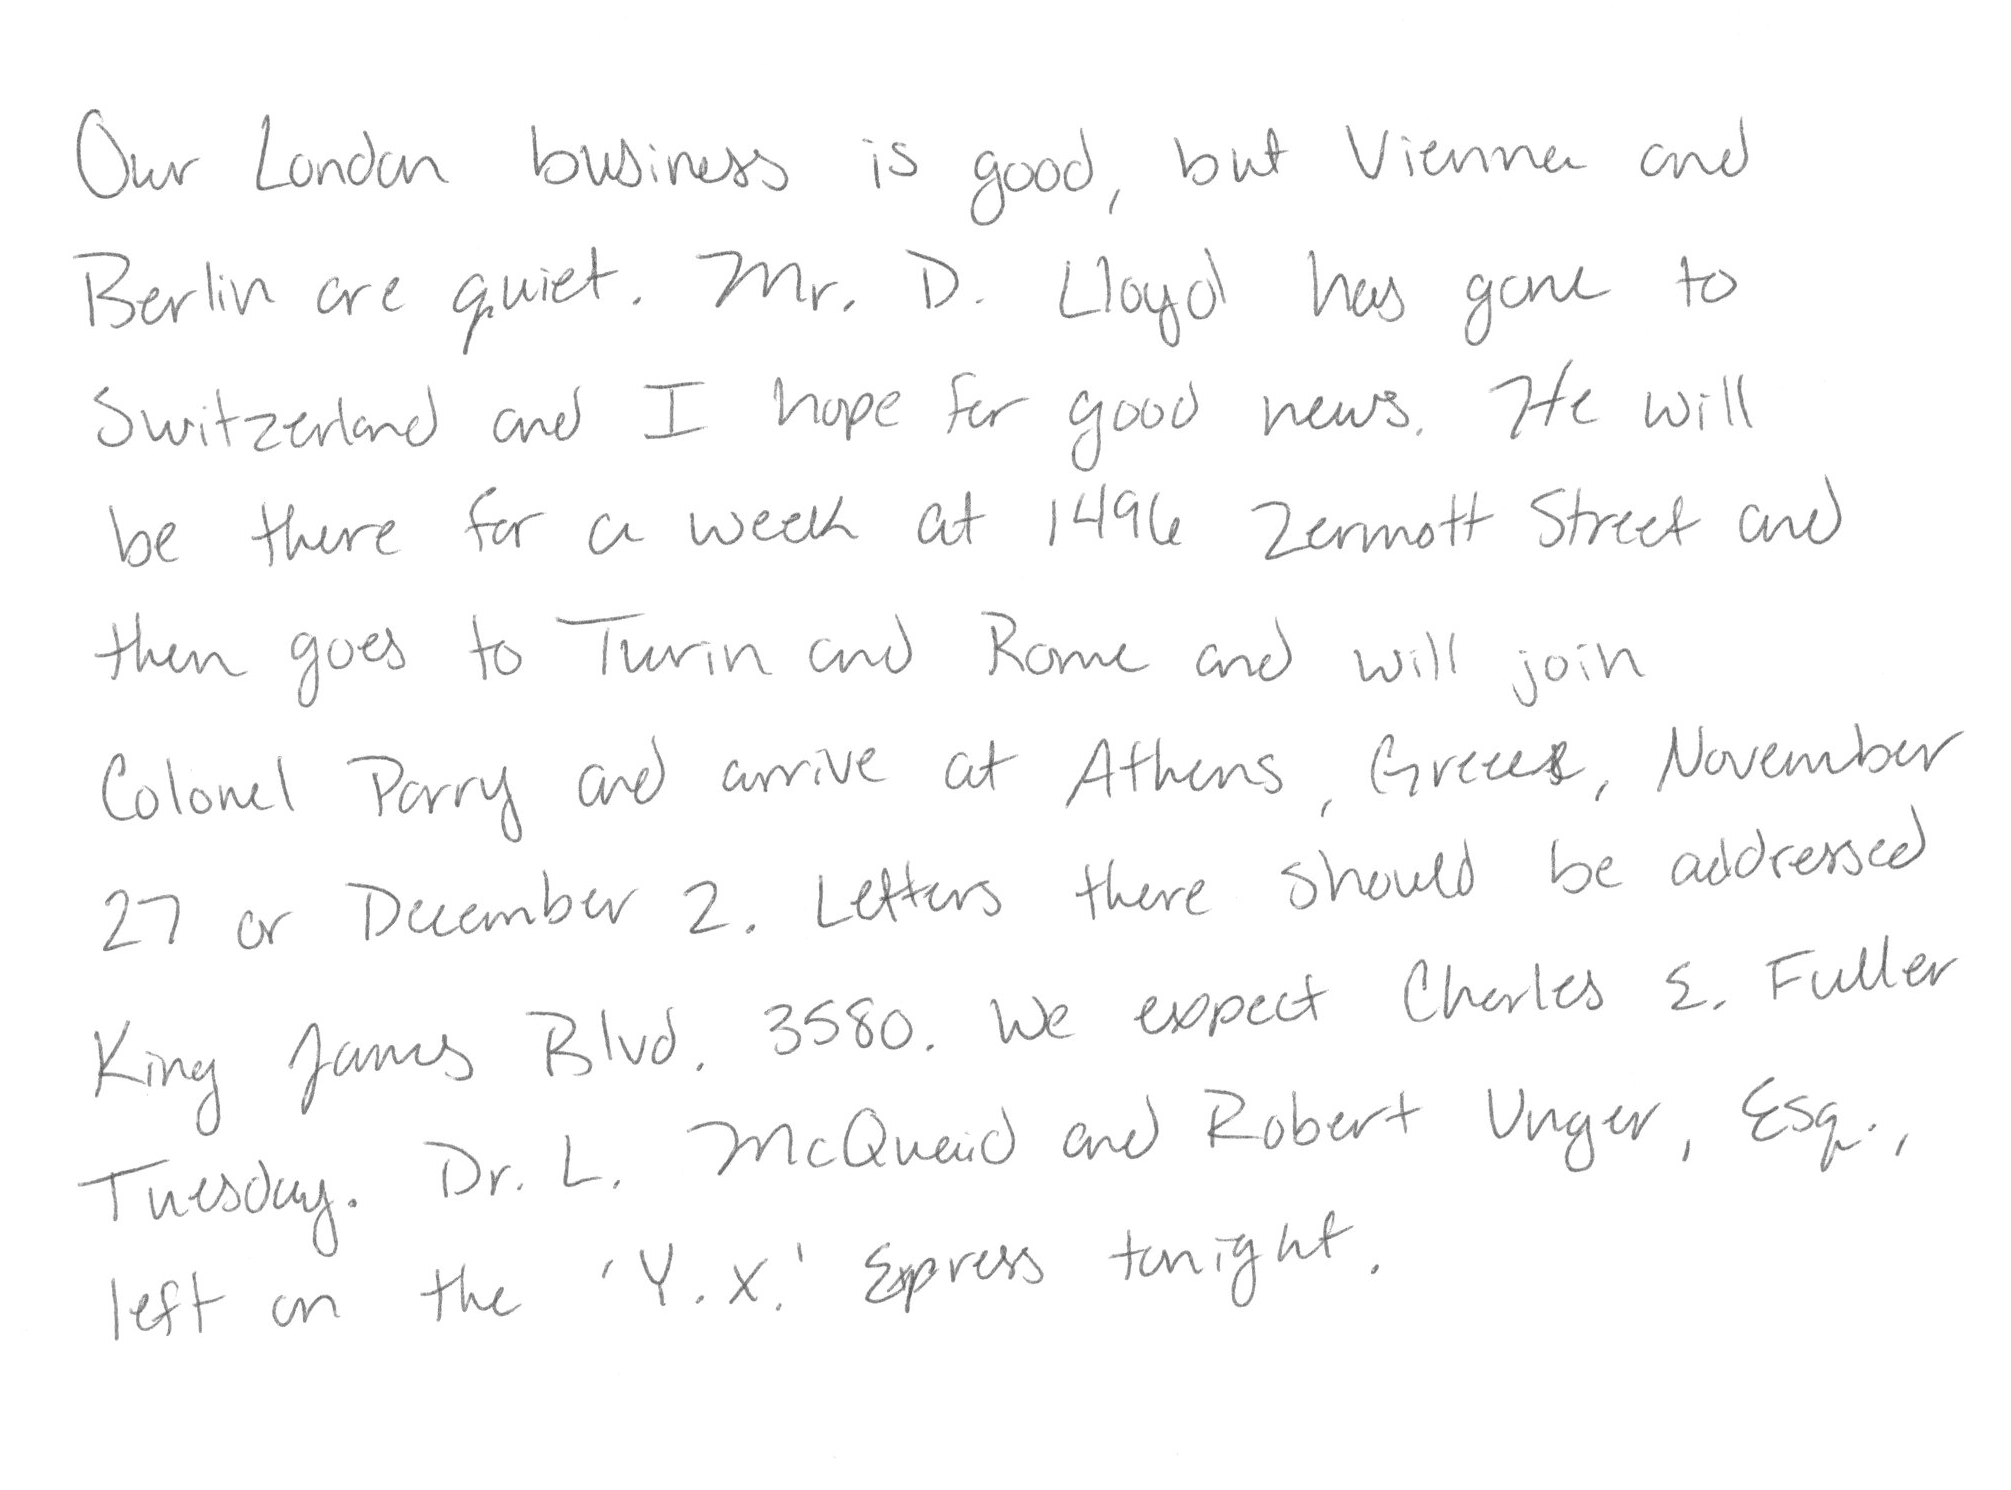 Our London business is good, but Vienna and
Berlin are quiet. Mr. D. Lloyd has gone to
Switzerland and I hope for good news. He will
be there for a week at 1496 Zermott Street and
then goes to Turin and Rome and will join
Colonel Parry and arrive at Athens, Greece, November
27 or December 2. Letters there should be addressed
King James Blvd. 3580. We expect Charles E. Fuller
Tuesday. Dr. L. McQuaid and Robert Unger, Esq.,
left on the 'Y.X.' Express tonight.